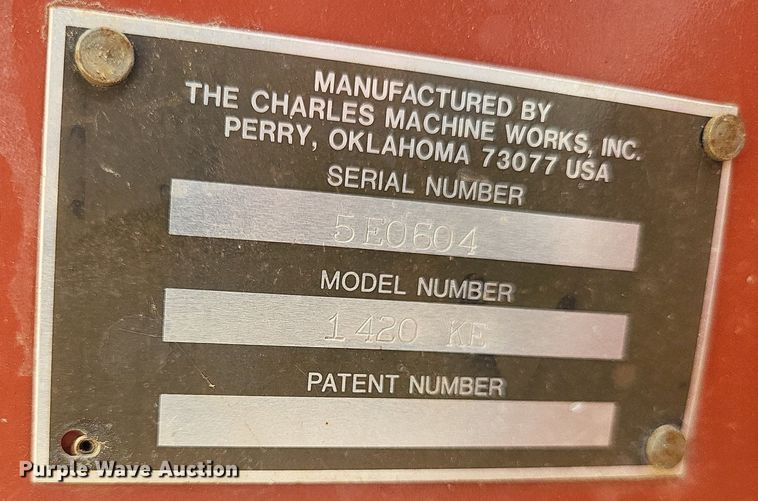 MANUFACTURED BY
THE CHARLES MACHINE WORKS, INC.
PERRY, OKLAHOMA 73077 USA
SERIAL NUMBER
5E0604
MODEL NUMBER
1420 KE
PATENT NUMBER
Purple Wave Auction